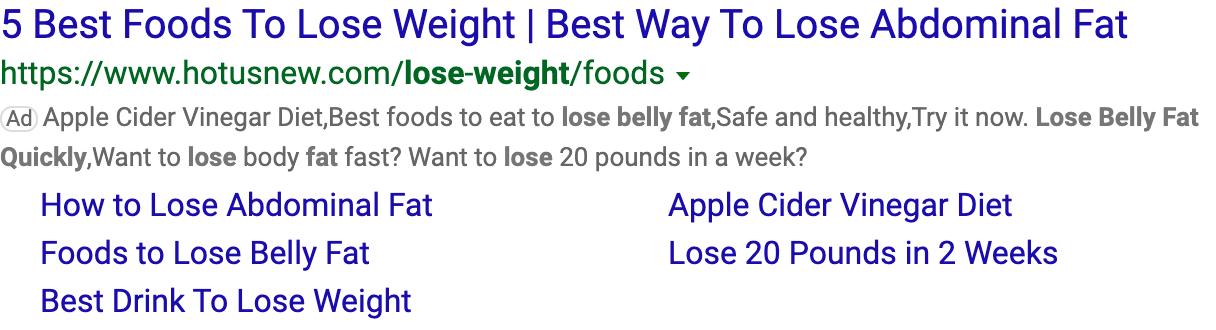 5 Best Foods To Lose Weight | Best Way To Lose Abdominal Fat
https://www.hotusnew.com/lose-weight/foods
Ad Apple Cider Vinegar Diet,Best foods to eat to lose belly fat,Safe and healthy,Try it now. Lose Belly Fat
Quickly,Want to lose body fat fast? Want to lose 20 pounds in a week?
How to Lose Abdominal Fat
Apple Cider Vinegar Diet
Foods to Lose Belly Fat
Lose 20 Pounds in 2 Weeks
Best Drink To Lose Weight